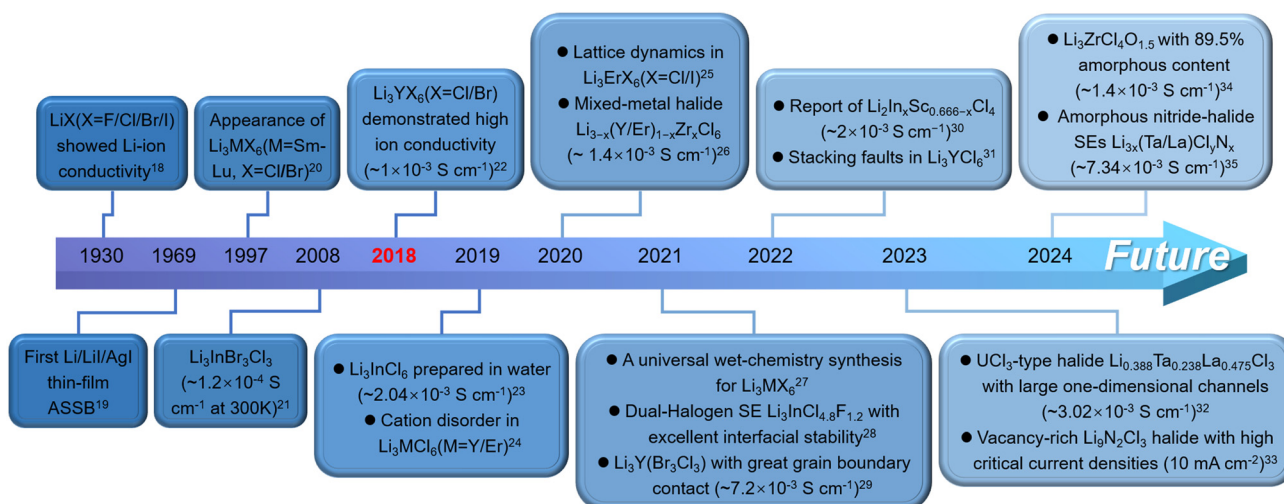 LiX(X=F/Cl/Br/I)
showed Li-ion
conductivity¹⁸
Appearance of
Li₃MX₆(M=Sm-
Lu, X=Cl/Br)²⁰
Li₃YX₆(X=Cl/Br)
demonstrated high
ion conductivity
(~1×10⁻³ S cm⁻¹)²²
● Lattice dynamics in
Li₃ErX₆(X=Cl/I)²⁵
● Mixed-metal halide
Li₃₋ₓ(Y/Er)₁₋ₓZrₓCl₆
(~ 1.4×10⁻³ S cm⁻¹)²⁶
● Report of Li₂InₓSc₀.₆₆₆₋ₓCl₄
(~2×10⁻³ S cm⁻¹)³⁰
● Stacking faults in Li₃YCl₆³¹
● Li₃ZrCl₄O₁.₅ with 89.5%
amorphous content
(~1.4×10⁻³ S cm⁻¹)³⁴
● Amorphous nitride-halide
SEs Li₃ₓ(Ta/La)ClᵧNₓ
(~7.34×10⁻³ S cm⁻¹)³⁵
1930 1969 1997 2008 2018 2019 2020 2021 2022 2023 2024 Future
First Li/LiI/AgI
thin-film
ASSB¹⁹
Li₃InBr₃Cl₃
(~1.2×10⁻⁴ S
cm⁻¹ at 300K)²¹
● Li₃InCl₆ prepared in water
(~2.04×10⁻³ S cm⁻¹)²³
● Cation disorder in
Li₃MCl₆(M=Y/Er)²⁴
● A universal wet-chemistry synthesis
for Li₃MX₆²⁷
● Dual-Halogen SE Li₃InCl₄.₈F₁.₂ with
excellent interfacial stability²⁸
● Li₃Y(Br₃Cl₃) with great grain boundary
contact (~7.2×10⁻³ S cm⁻¹)²⁹
● UCl₃-type halide Li₀.₃₈₈Ta₀.₂₃₈La₀.₄₇₅Cl₃
with large one-dimensional channels
(~3.02×10⁻³ S cm⁻¹)³²
● Vacancy-rich Li₉N₂Cl₃ halide with high
critical current densities (10 mA cm⁻²)³³